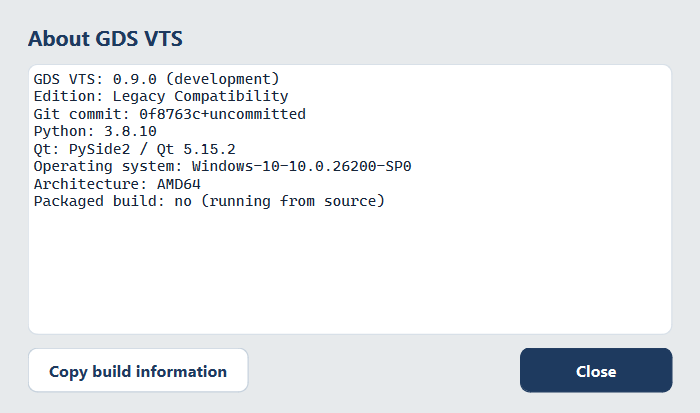 About GDS VTS
GDS VTS: 0.9.0 (development)
Edition: Legacy Compatibility
Git commit: 0f8763c+uncommitted
Python: 3.8.10
Qt: PySide2 / Qt 5.15.2
Operating system: Windows-10-10.0.26200-SP0
Architecture: AMD64
Packaged build: no (running from source)
Copy build information
Close